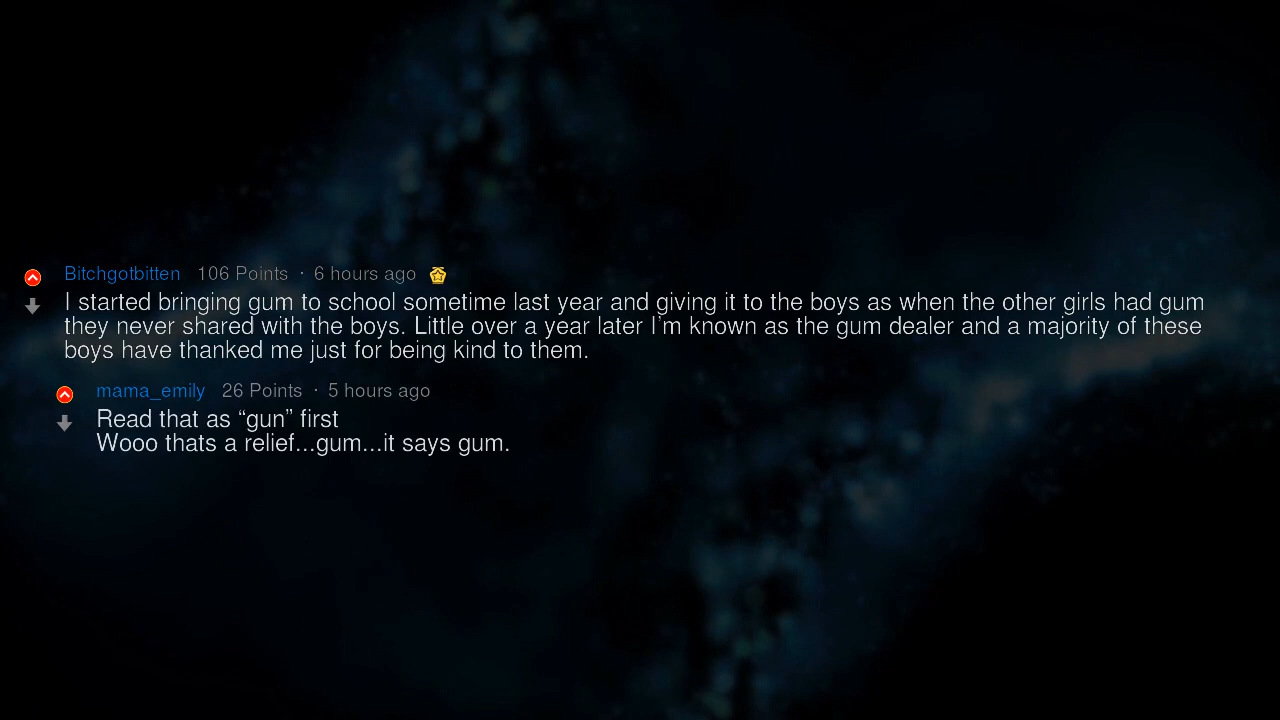 Bitchgotbitten 106 Points · 6 hours ago
I started bringing gum to school sometime last year and giving it to the boys as when the other girls had gum
they never shared with the boys. Little over a year later I'm known as the gum dealer and a majority of these
boys have thanked me just for being kind to them.
mama_emily 26 Points · 5 hours ago
Read that as “gun” first
Wooo thats a relief...gum...it says gum.